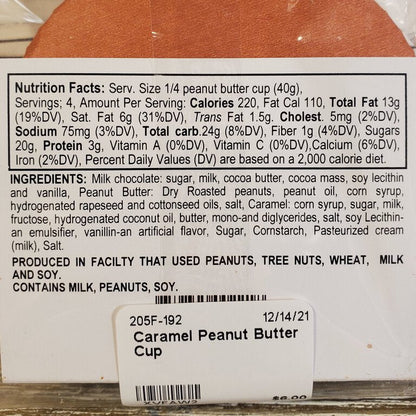 Nutrition Facts: Serv. Size 1/4 peanut butter cup (40g),
Servings; 4, Amount Per Serving: Calories 220, Fat Cal 110, Total Fat 13g
(19%DV), Sat. Fat 6g (31%DV), Trans Fat 1.5g. Cholest. 5mg (2%DV),
Sodium 75mg (3%DV), Total carb.24g (8%DV), Fiber 1g (4%DV), Sugars
20g, Protein 3g, Vitamin A (0%DV), Vitamin C (0%DV),Calcium (6%DV),
Iron (2%DV), Percent Daily Values (DV) are based on a 2,000 calorie diet.
INGREDIENTS: Milk chocolate: sugar, milk, cocoa butter, cocoa mass, soy lecithin
and vanilla, Peanut Butter: Dry Roasted peanuts, peanut oil, corn syrup,
hydrogenated rapeseed and cottonseed oils, salt, Caramel: corn syrup, sugar, milk,
fructose, hydrogenated coconut oil, butter, mono-and diglycerides, salt, soy Lecithin-
an emulsifier, vanillin-an artificial flavor, Sugar, Cornstarch, Pasteurized cream
(milk), Salt.
PRODUCED IN FACILTY THAT USED PEANUTS, TREE NUTS, WHEAT, MILK
AND SOY.
CONTAINS MILK, PEANUTS, SOY.
205F-192 12/14/21
Caramel Peanut Butter
Cup
$6.00